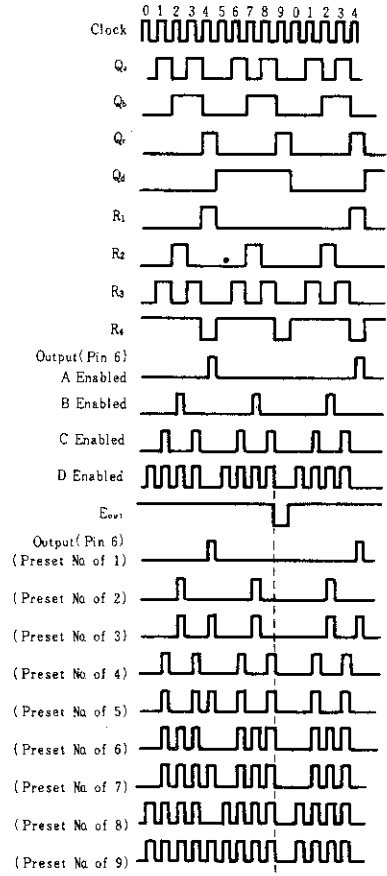 0 1 2 3 4 5 6 7 8 9 0 1 2 3 4
Clock
Qa
Qb
Qc
Qd
R1
R2
R3
R4
Output(Pin 6)
A Enabled
B Enabled
C Enabled
D Enabled
Eout
Output(Pin 6)
(Preset No. of 1)
(Preset No. of 2)
(Preset No. of 3)
(Preset No. of 4)
(Preset No. of 5)
(Preset No. of 6)
(Preset No. of 7)
(Preset No. of 8)
(Preset No. of 9)